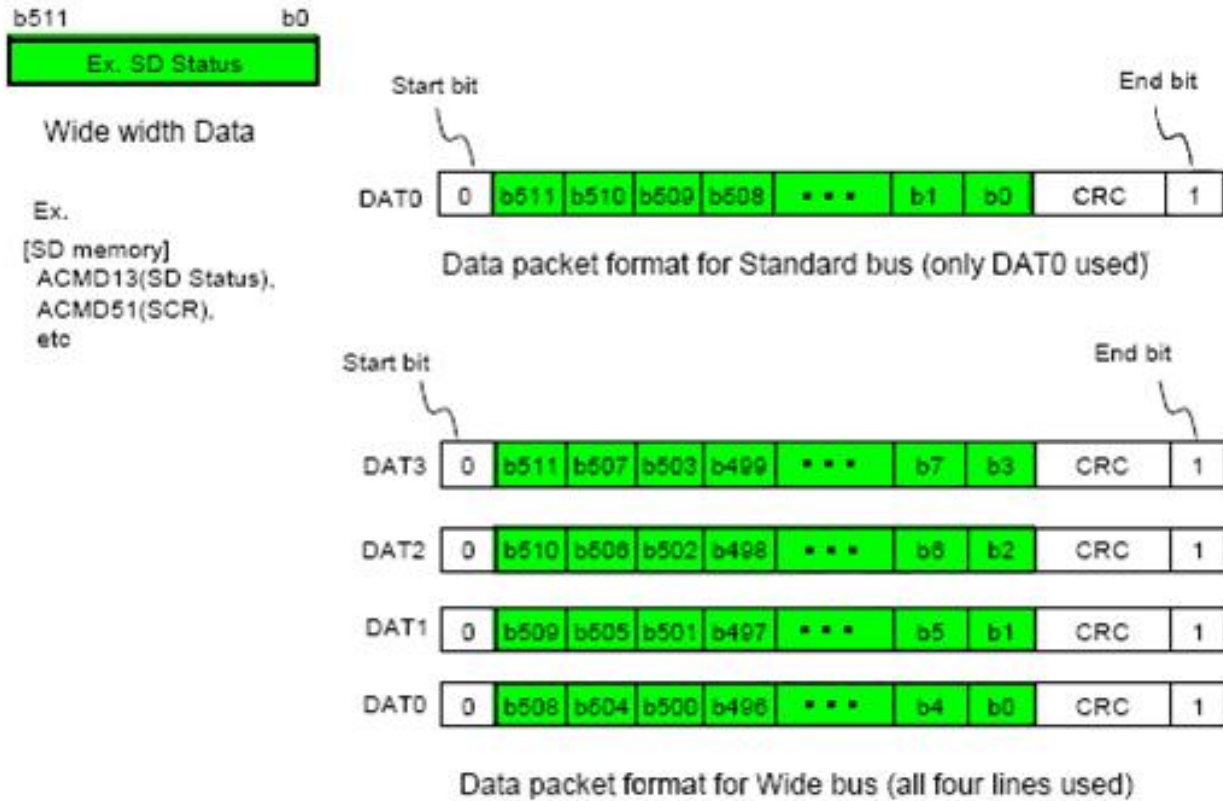 b511 b0
Ex. SD Status
Wide width Data
Ex.
[SD memory]
ACMD13(SD Status),
ACMD51(SCR),
etc
Start bit End bit
DAT0 0 b511 b510 b509 b508 ▪ ▪ ▪ b1 b0 CRC 1
Data packet format for Standard bus (only DAT0 used)
Start bit End bit
DAT3 0 b511 b507 b503 b499 ▪ ▪ ▪ b7 b3 CRC 1
DAT2 0 b510 b506 b502 b498 ▪ ▪ ▪ b6 b2 CRC 1
DAT1 0 b509 b505 b501 b497 ▪ ▪ ▪ b5 b1 CRC 1
DAT0 0 b508 b504 b500 b496 ▪ ▪ ▪ b4 b0 CRC 1
Data packet format for Wide bus (all four lines used)